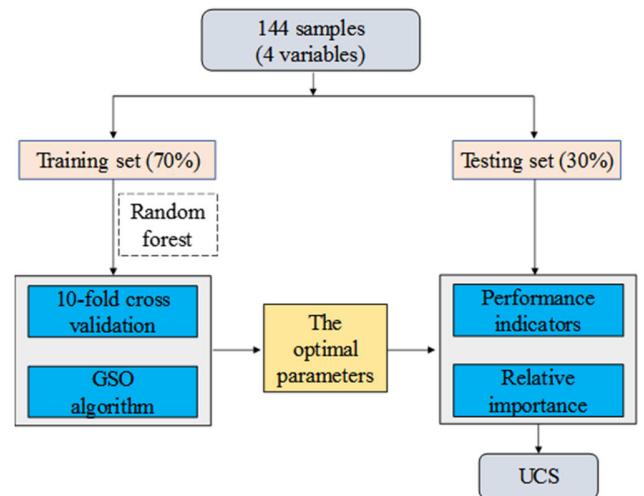 144 samples
(4 variables)
Training set (70%)
Testing set (30%)
Random
forest
10-fold cross
validation
GSO
algorithm
The
optimal
parameters
Performance
indicators
Relative
importance
UCS